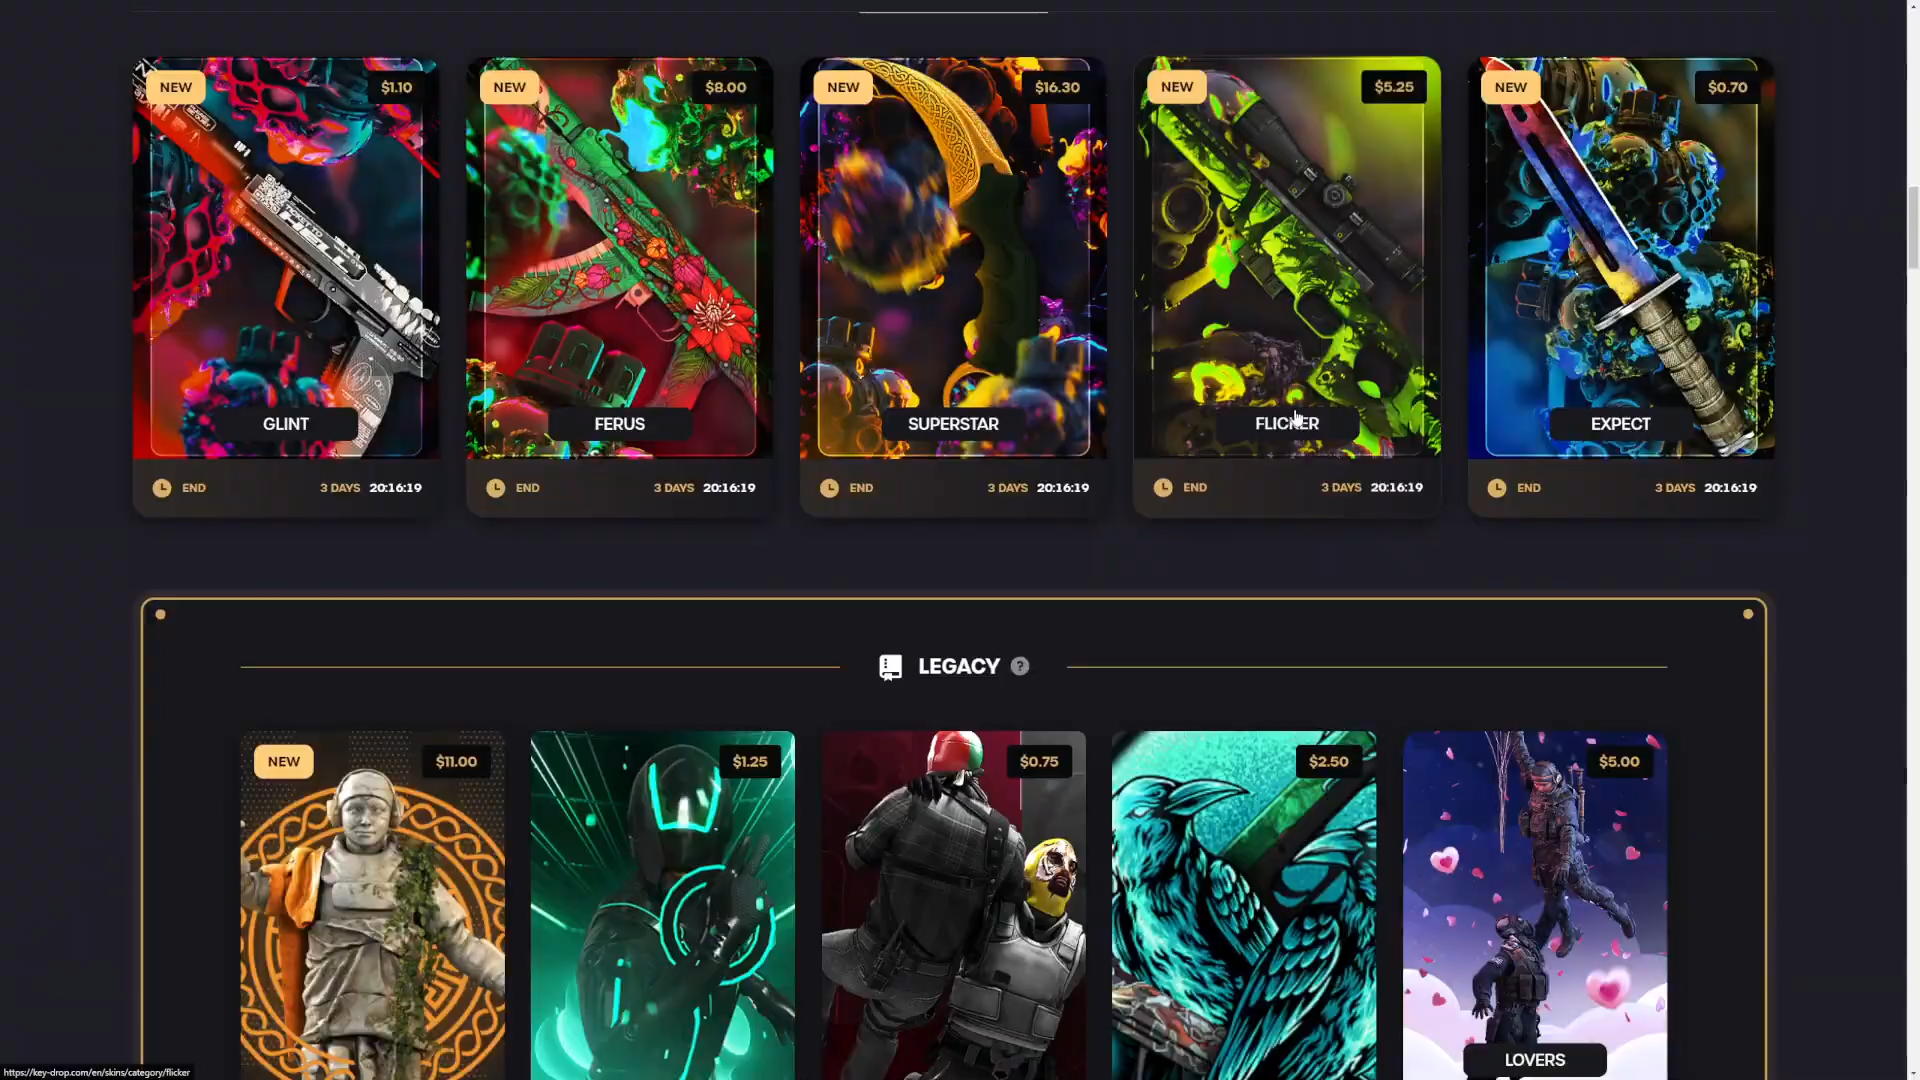 NEW
$1.10
NEW
$8.00
NEW
$16.30
NEW
$5.25
NEW
$0.70
GLINT
FERUS
SUPERSTAR
FLICKER
EXPECT
END 3 DAYS 20:16:19
END 3 DAYS 20:16:19
END 3 DAYS 20:16:19
END 3 DAYS 20:16:19
END 3 DAYS 20:16:19
LEGACY ?
NEW
$11.00
$1.25
$0.75
$2.50
$5.00
LOVERS
https://key-drop.com/en/skins/category/flicker